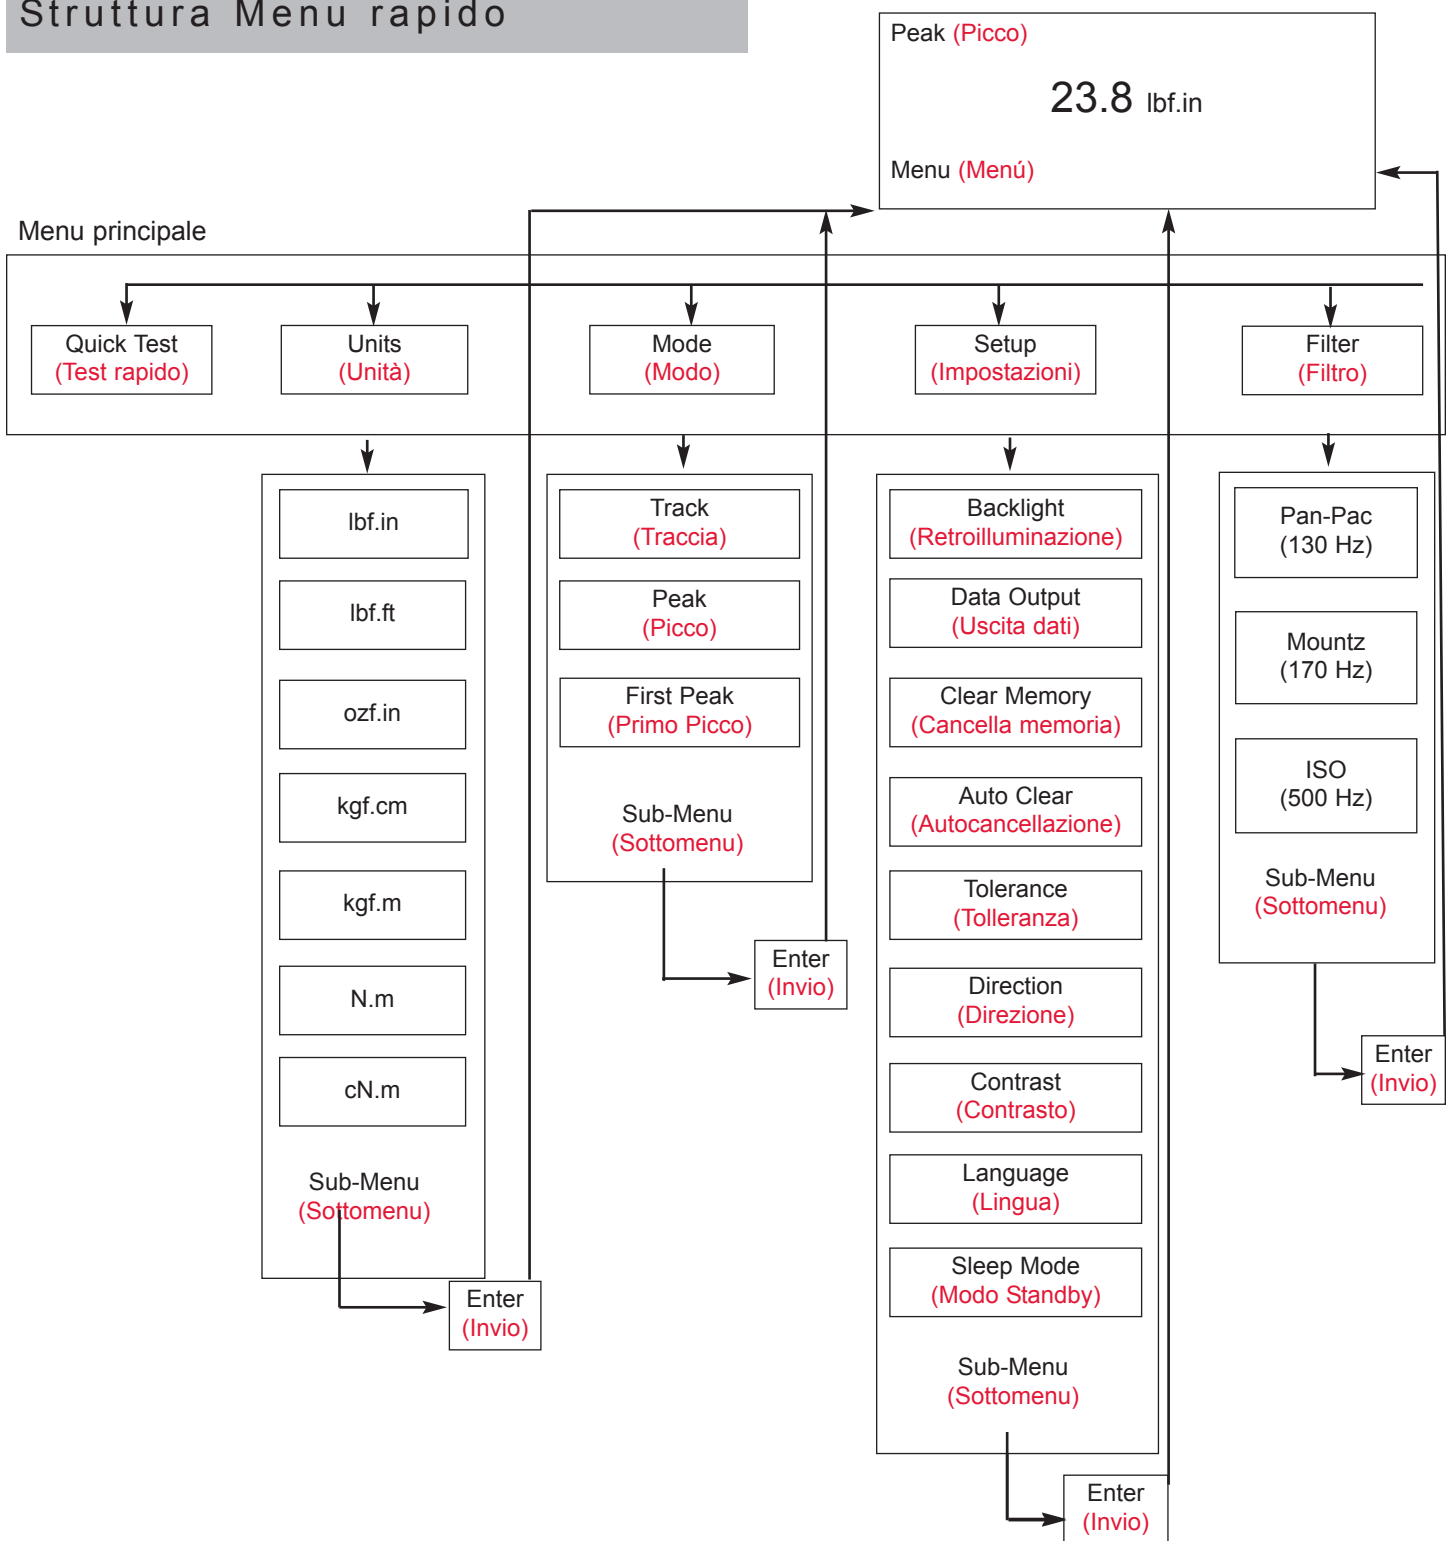 Struttura Menu rapido
Peak (Picco)
23.8 lbf.in
Menu (Menú)
Menu principale
Quick Test
(Test rapido)
Units
(Unità)
Mode
(Modo)
Setup
(Impostazioni)
Filter
(Filtro)
lbf.in
lbf.ft
ozf.in
kgf.cm
kgf.m
N.m
cN.m
Sub-Menu
(Sottomenu)
Enter
(Invio)
Track
(Traccia)
Peak
(Picco)
First Peak
(Primo Picco)
Sub-Menu
(Sottomenu)
Enter
(Invio)
Backlight
(Retroilluminazione)
Data Output
(Uscita dati)
Clear Memory
(Cancella memoria)
Auto Clear
(Autocancellazione)
Tolerance
(Tolleranza)
Direction
(Direzione)
Contrast
(Contrasto)
Language
(Lingua)
Sleep Mode
(Modo Standby)
Sub-Menu
(Sottomenu)
Enter
(Invio)
Pan-Pac
(130 Hz)
Mountz
(170 Hz)
ISO
(500 Hz)
Sub-Menu
(Sottomenu)
Enter
(Invio)